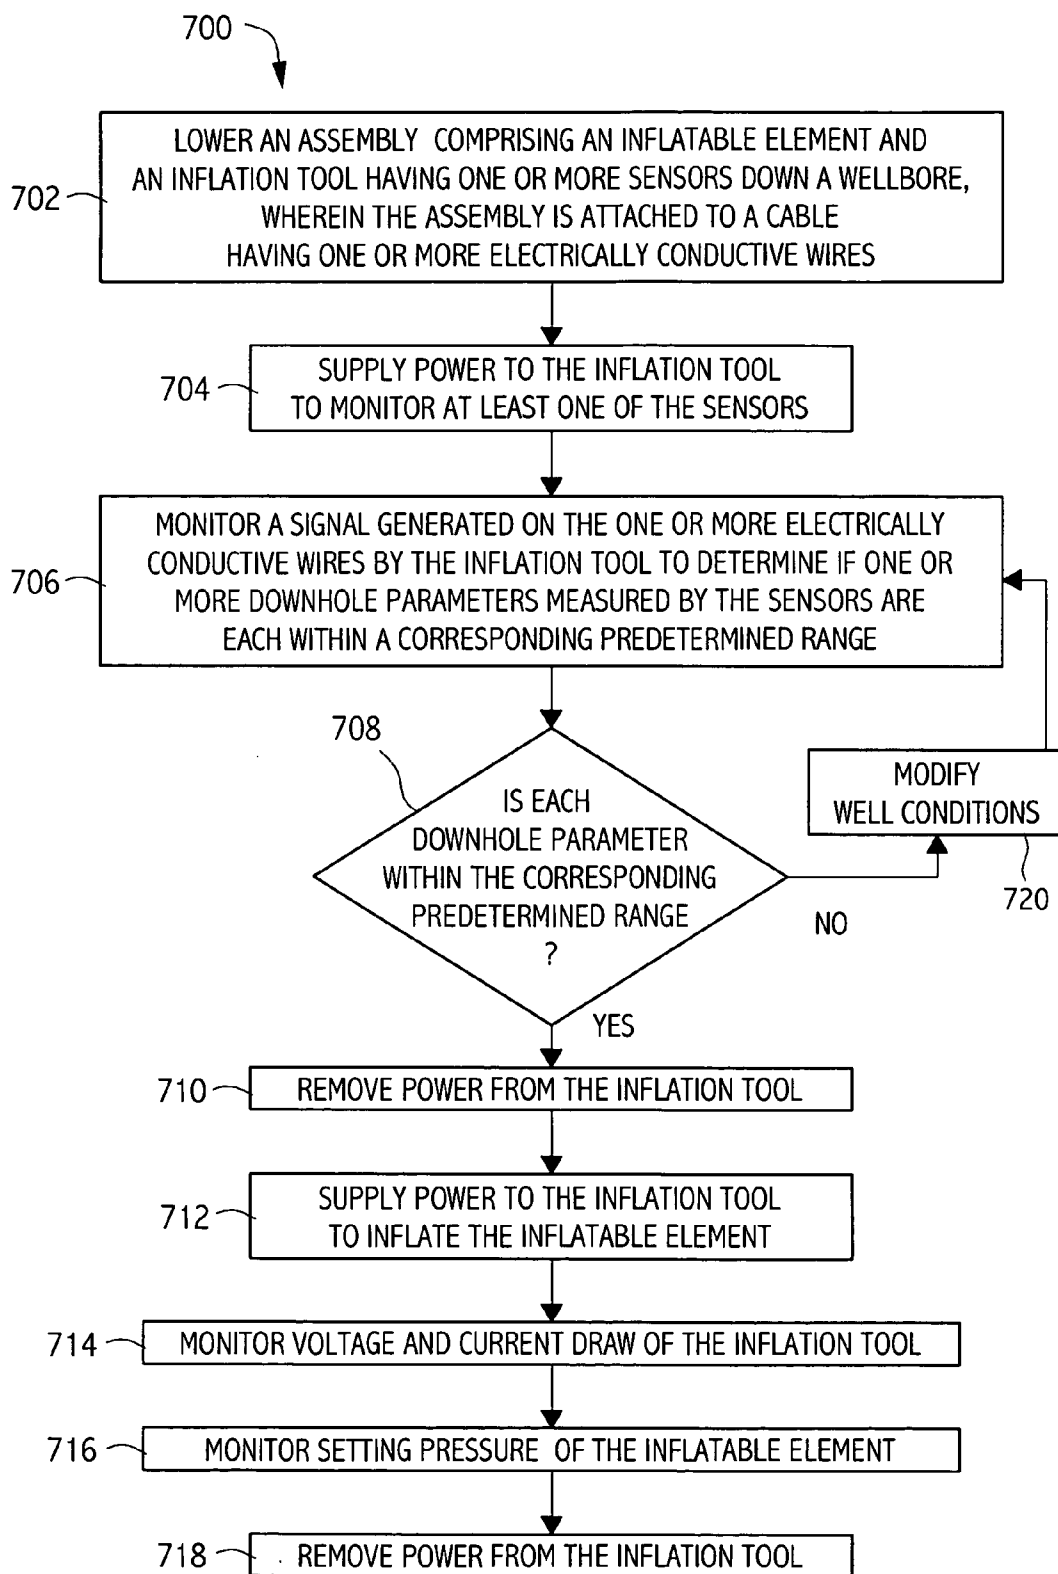 700
LOWER AN ASSEMBLY COMPRISING AN INFLATABLE ELEMENT AND
AN INFLATION TOOL HAVING ONE OR MORE SENSORS DOWN A WELLBORE,
WHEREIN THE ASSEMBLY IS ATTACHED TO A CABLE
HAVING ONE OR MORE ELECTRICALLY CONDUCTIVE WIRES
702
SUPPLY POWER TO THE INFLATION TOOL
TO MONITOR AT LEAST ONE OF THE SENSORS
704
MONITOR A SIGNAL GENERATED ON THE ONE OR MORE ELECTRICALLY
CONDUCTIVE WIRES BY THE INFLATION TOOL TO DETERMINE IF ONE OR
MORE DOWNHOLE PARAMETERS MEASURED BY THE SENSORS ARE
EACH WITHIN A CORRESPONDING PREDETERMINED RANGE
706
708
IS EACH
DOWNHOLE PARAMETER
WITHIN THE CORRESPONDING
PREDETERMINED RANGE
?
MODIFY
WELL CONDITIONS
720
NO
YES
710
REMOVE POWER FROM THE INFLATION TOOL
SUPPLY POWER TO THE INFLATION TOOL
TO INFLATE THE INFLATABLE ELEMENT
712
714
MONITOR VOLTAGE AND CURRENT DRAW OF THE INFLATION TOOL
716
MONITOR SETTING PRESSURE OF THE INFLATABLE ELEMENT
718
REMOVE POWER FROM THE INFLATION TOOL